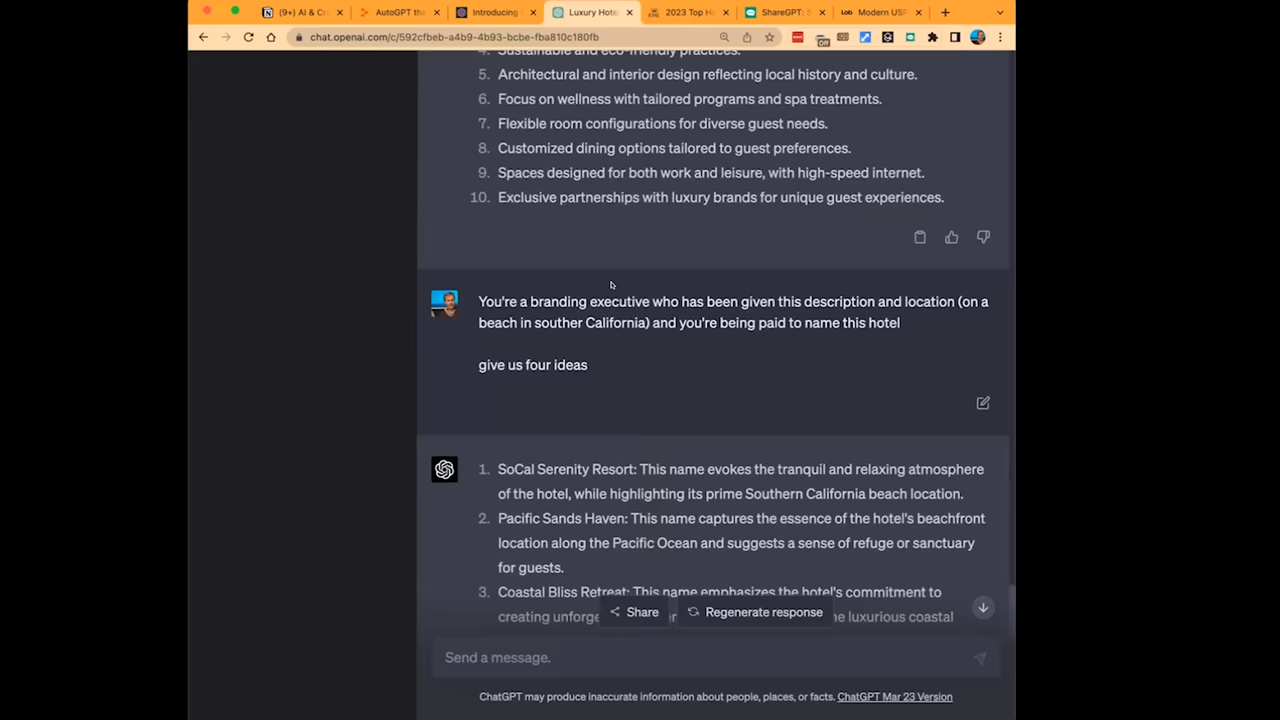 (9+) AI & Cr
AutoGPT tha
Introducing
Luxury Hote
2023 Top H
ShareGPT: S
Lab Modern USP
chat.openai.com/c/592cfbeb-a4b9-4b93-bcbe-fba810c180fb
Off
4. Sustainable and eco-friendly practices.
5. Architectural and interior design reflecting local history and culture.
6. Focus on wellness with tailored programs and spa treatments.
7. Flexible room configurations for diverse guest needs.
8. Customized dining options tailored to guest preferences.
9. Spaces designed for both work and leisure, with high-speed internet.
10. Exclusive partnerships with luxury brands for unique guest experiences.
You're a branding executive who has been given this description and location (on a
beach in souther California) and you're being paid to name this hotel
give us four ideas
1. SoCal Serenity Resort: This name evokes the tranquil and relaxing atmosphere
of the hotel, while highlighting its prime Southern California beach location.
2. Pacific Sands Haven: This name captures the essence of the hotel's beachfront
location along the Pacific Ocean and suggests a sense of refuge or sanctuary
for guests.
3. Coastal Bliss Retreat: This name emphasizes the hotel's commitment to
creating unforge
luxurious coastal
Share
Regenerate response
Send a message.
ChatGPT may produce inaccurate information about people, places, or facts. ChatGPT Mar 23 Version